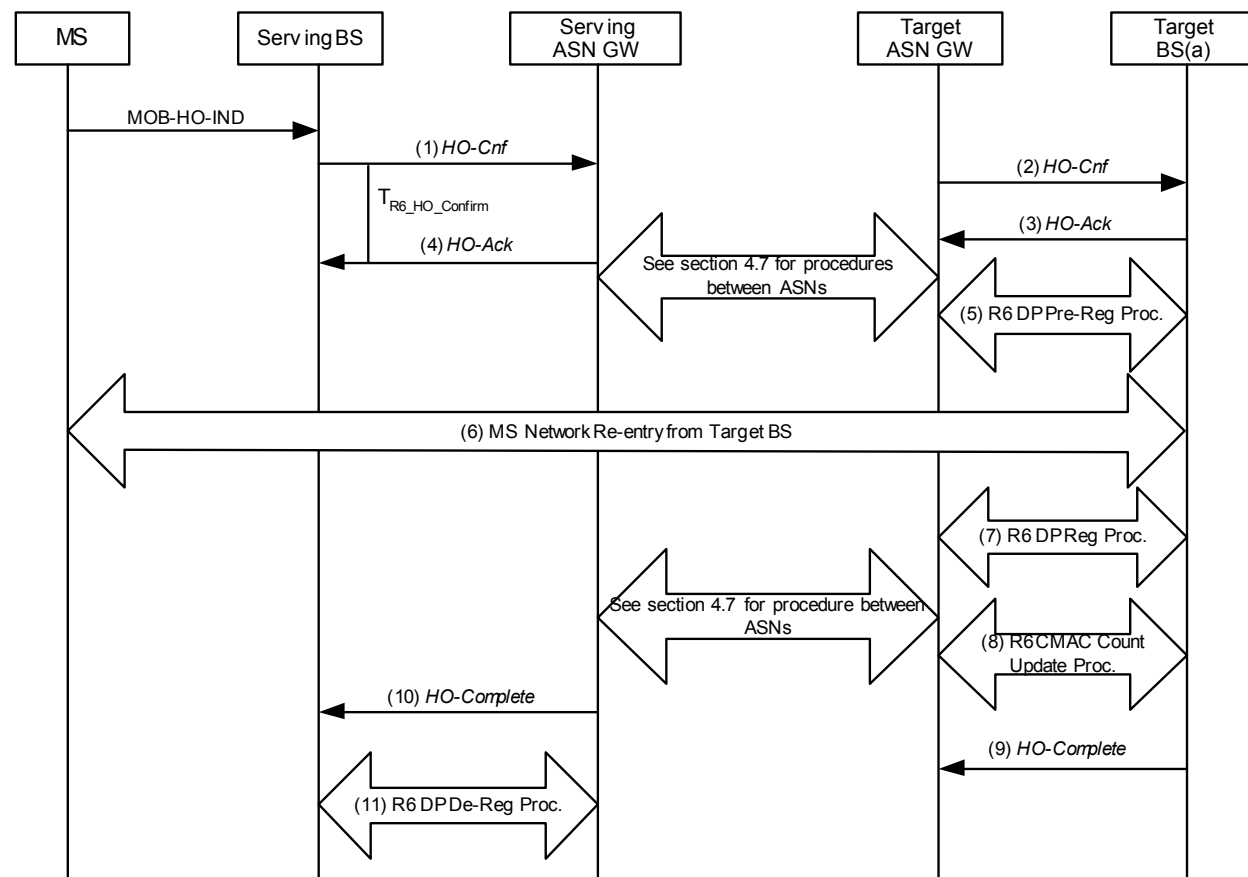 MS
Serving BS
Serving
ASN GW
Target
ASN GW
Target
BS(a)
MOB-HO-IND
(1) HO-Cnf
(2) HO-Cnf
TR6_HO_Confirm
(3) HO-Ack
(4) HO-Ack
See section 4.7 for procedures
between ASNs
(5) R6 DP Pre-Reg Proc.
(6) MS Network Re-entry from Target BS
(7) R6 DP Reg Proc.
See section 4.7 for procedure between
ASNs
(8) R6 CMAC Count
Update Proc.
(10) HO-Complete
(9) HO-Complete
(11) R6 DP De-Reg Proc.